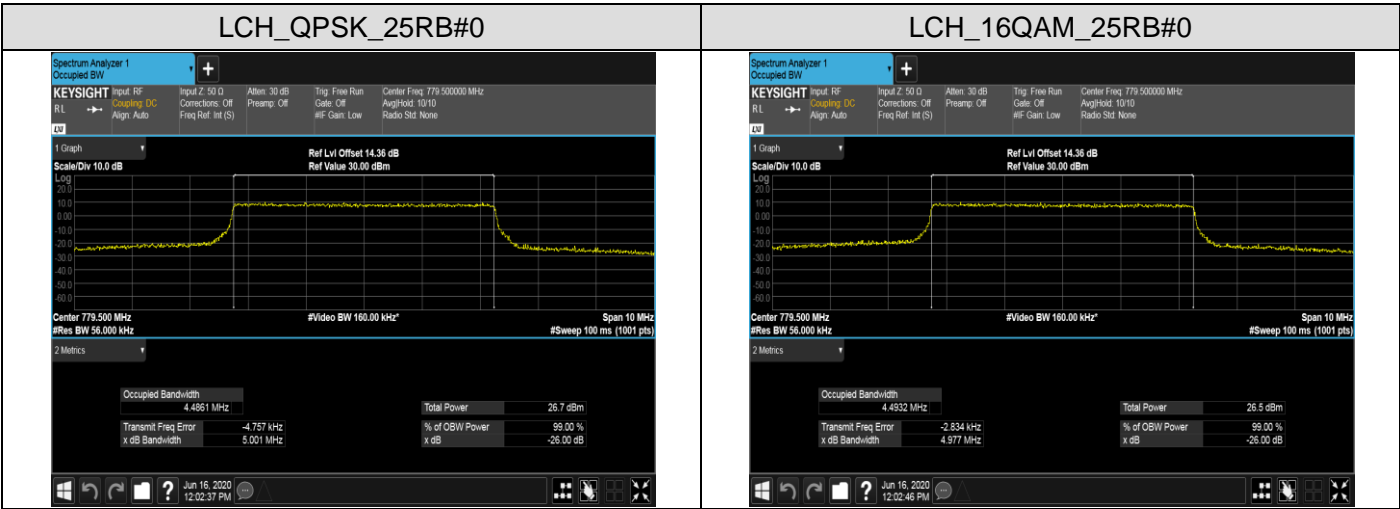 LCH_QPSK_25RB#0
Spectrum Analyzer 1
Occupied BW
KEYSIGHT
RL
LXI
Input: RF
Coupling: DC
Align: Auto
Input Z: 50 Ω
Corrections: Off
Freq Ref: Int (S)
Atten: 30 dB
Preamp: Off
Trig: Free Run
Gate: Off
#IF Gain: Low
Center Freq: 779.500000 MHz
Avg|Hold: 10/10
Radio Std: None
1 Graph
Scale/Div 10.0 dB
Ref Lvl Offset 14.36 dB
Ref Value 30.00 dBm
Log
20.0
10.0
0.00
-10.0
-20.0
-30.0
-40.0
-50.0
-60.0
Center 779.500 MHz
#Res BW 56.000 kHz
#Video BW 160.00 kHz*
Span 10 MHz
#Sweep 100 ms (1001 pts)
2 Metrics
Occupied Bandwidth
4.4861 MHz
Transmit Freq Error -4.757 kHz
x dB Bandwidth 5.001 MHz
Total Power 26.7 dBm
% of OBW Power 99.00 %
x dB -26.00 dB
?
Jun 16, 2020
12:02:37 PM
LCH_16QAM_25RB#0
Spectrum Analyzer 1
Occupied BW
KEYSIGHT
RL
LXI
Input: RF
Coupling: DC
Align: Auto
Input Z: 50 Ω
Corrections: Off
Freq Ref: Int (S)
Atten: 30 dB
Preamp: Off
Trig: Free Run
Gate: Off
#IF Gain: Low
Center Freq: 779.500000 MHz
Avg|Hold: 10/10
Radio Std: None
1 Graph
Scale/Div 10.0 dB
Ref Lvl Offset 14.36 dB
Ref Value 30.00 dBm
Log
20.0
10.0
0.00
-10.0
-20.0
-30.0
-40.0
-50.0
-60.0
Center 779.500 MHz
#Res BW 56.000 kHz
#Video BW 160.00 kHz*
Span 10 MHz
#Sweep 100 ms (1001 pts)
2 Metrics
Occupied Bandwidth
4.4932 MHz
Transmit Freq Error -2.834 kHz
x dB Bandwidth 4.977 MHz
Total Power 26.5 dBm
% of OBW Power 99.00 %
x dB -26.00 dB
?
Jun 16, 2020
12:02:46 PM